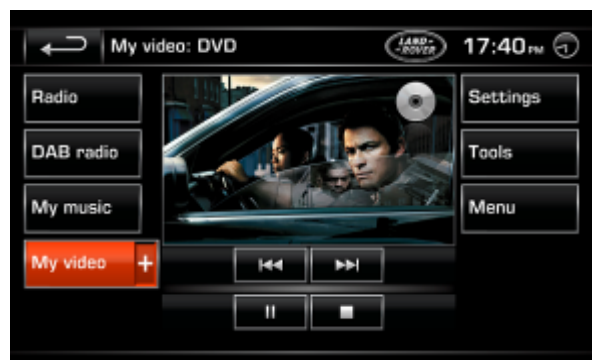 My video: DVD
LAND-
ROVER
17:40 PM
Radio
Settings
DAB radio
Tools
My music
Menu
My video +